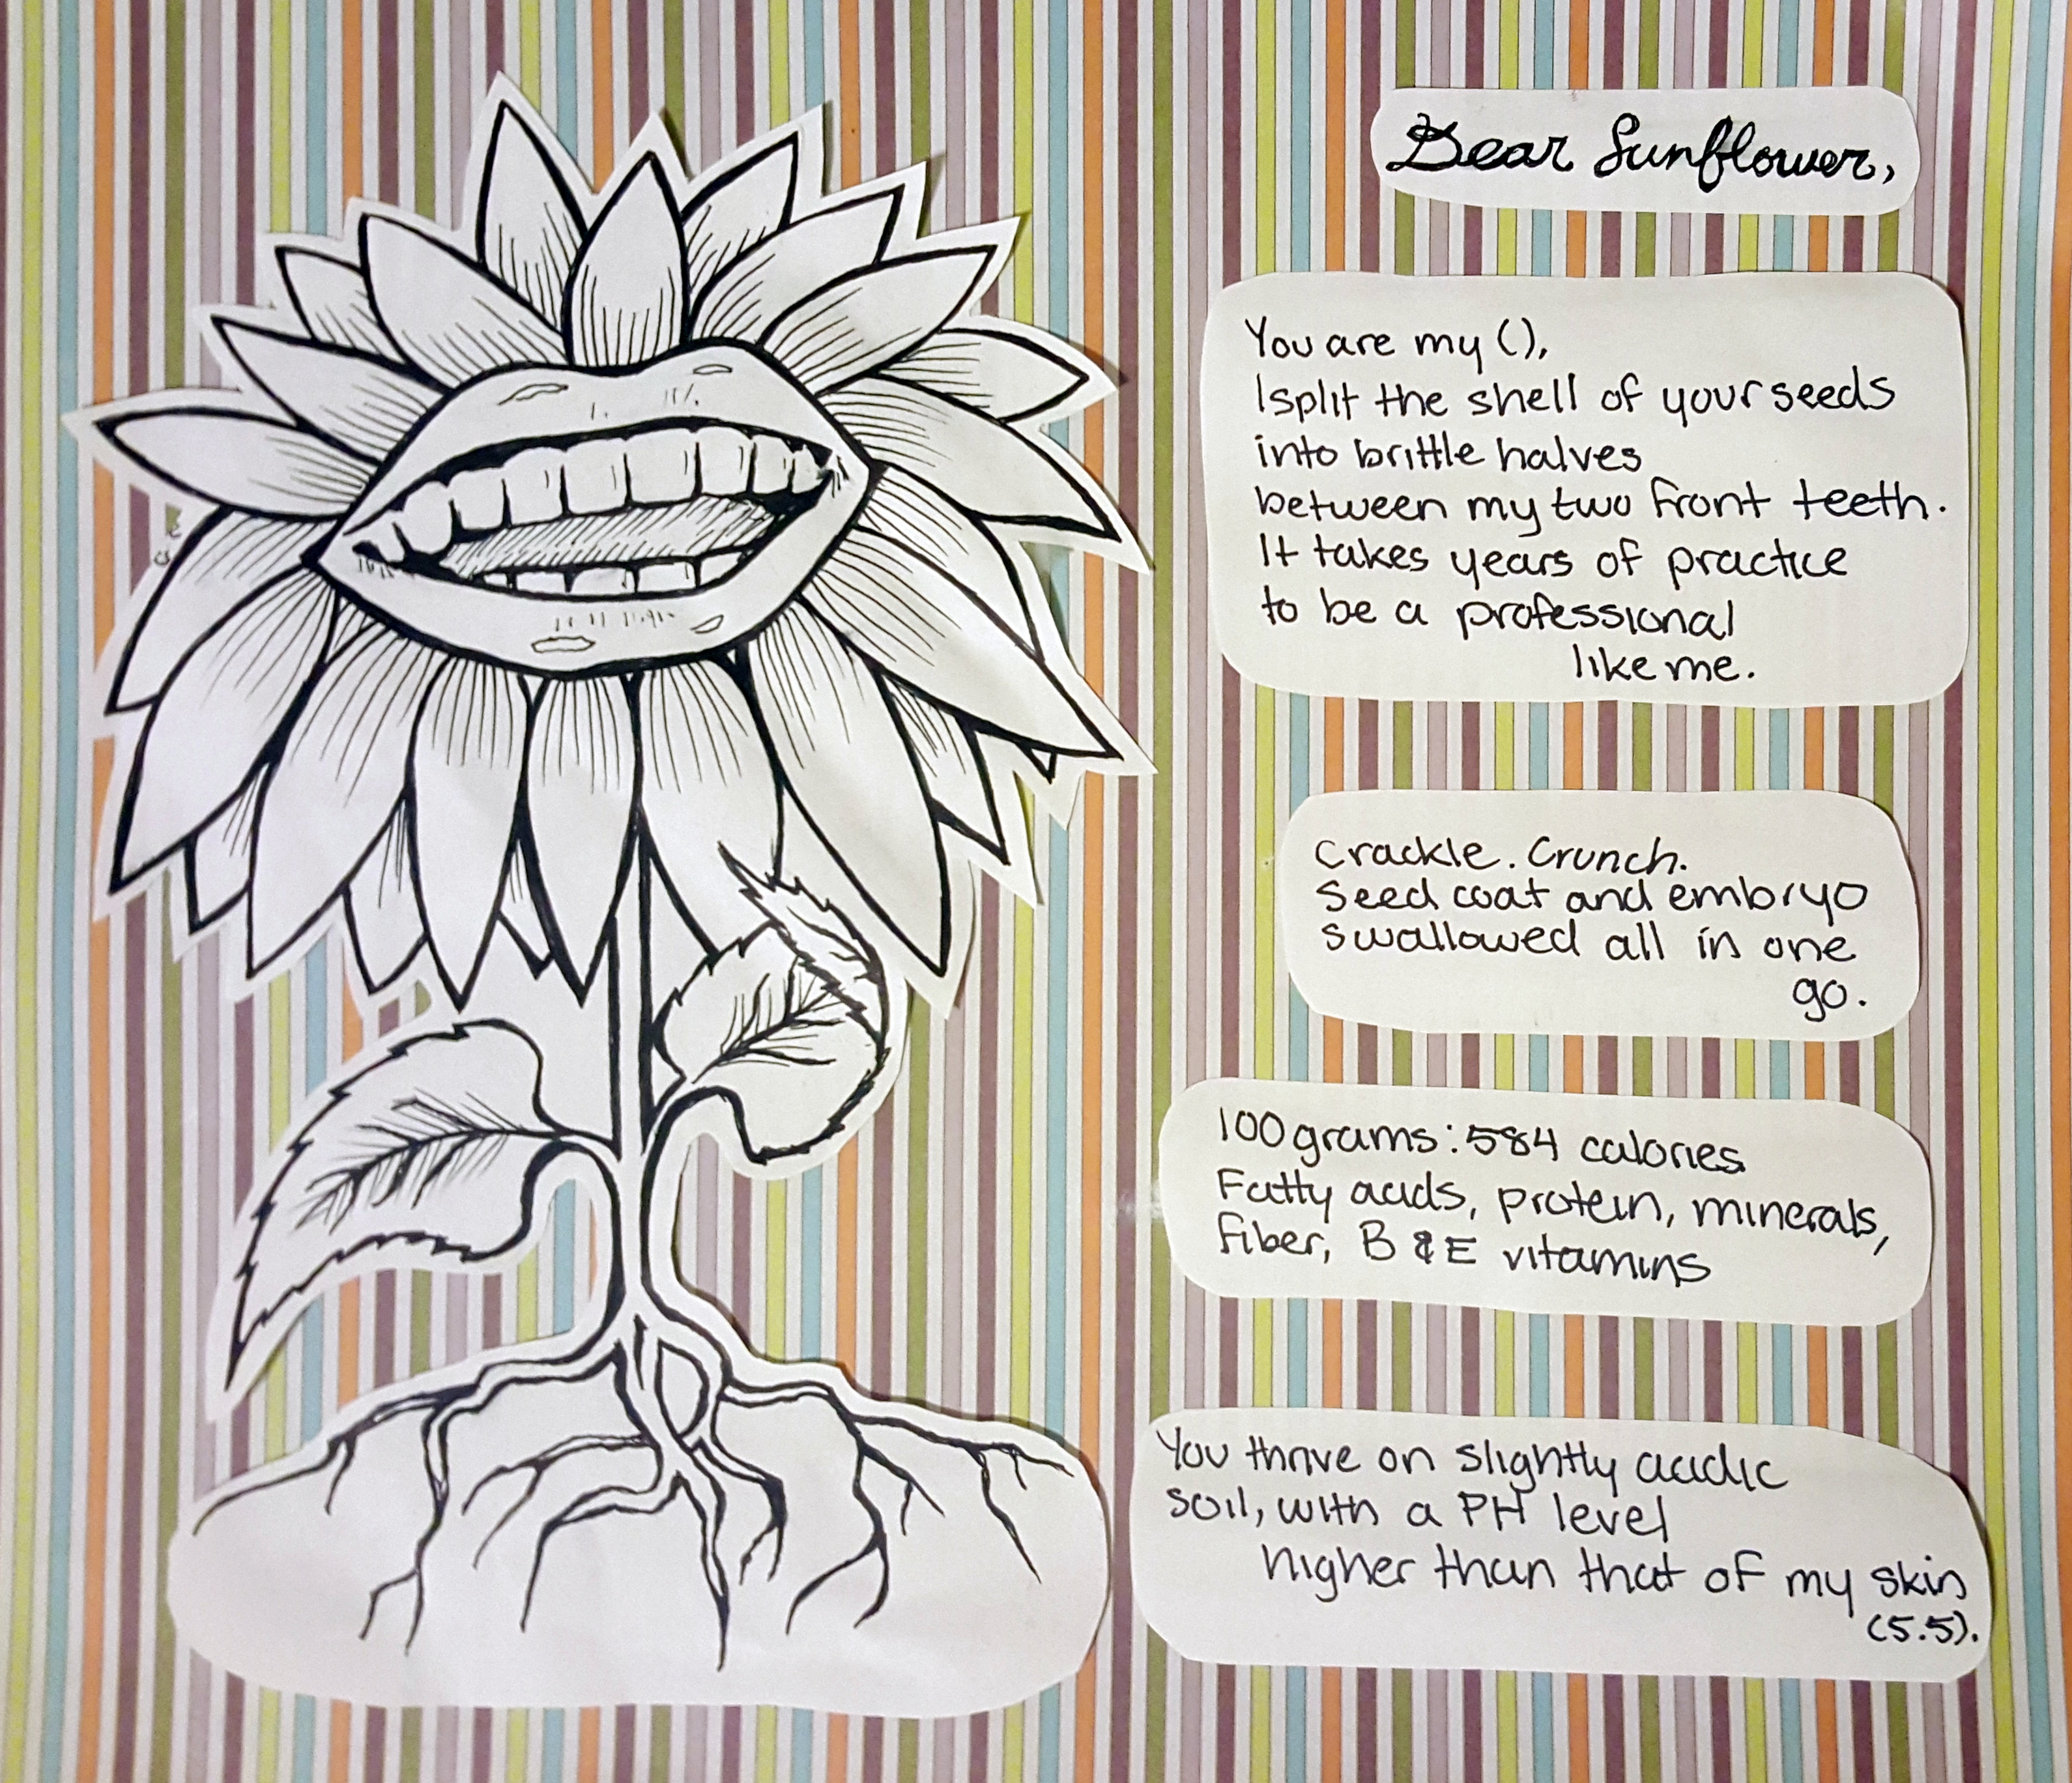 Dear Sunflower,
You are my (),
I split the shell of your seeds
into brittle halves
between my two front teeth.
It takes years of practice
to be a professional
like me.
Crackle. Crunch.
Seed coat and embryo
swallowed all in one
go.
100 grams: 584 calories
Fatty acids, protein, minerals,
fiber, B & E vitamins
You thrive on slightly acidic
soil, with a PH level
higher than that of my skin
(5.5).